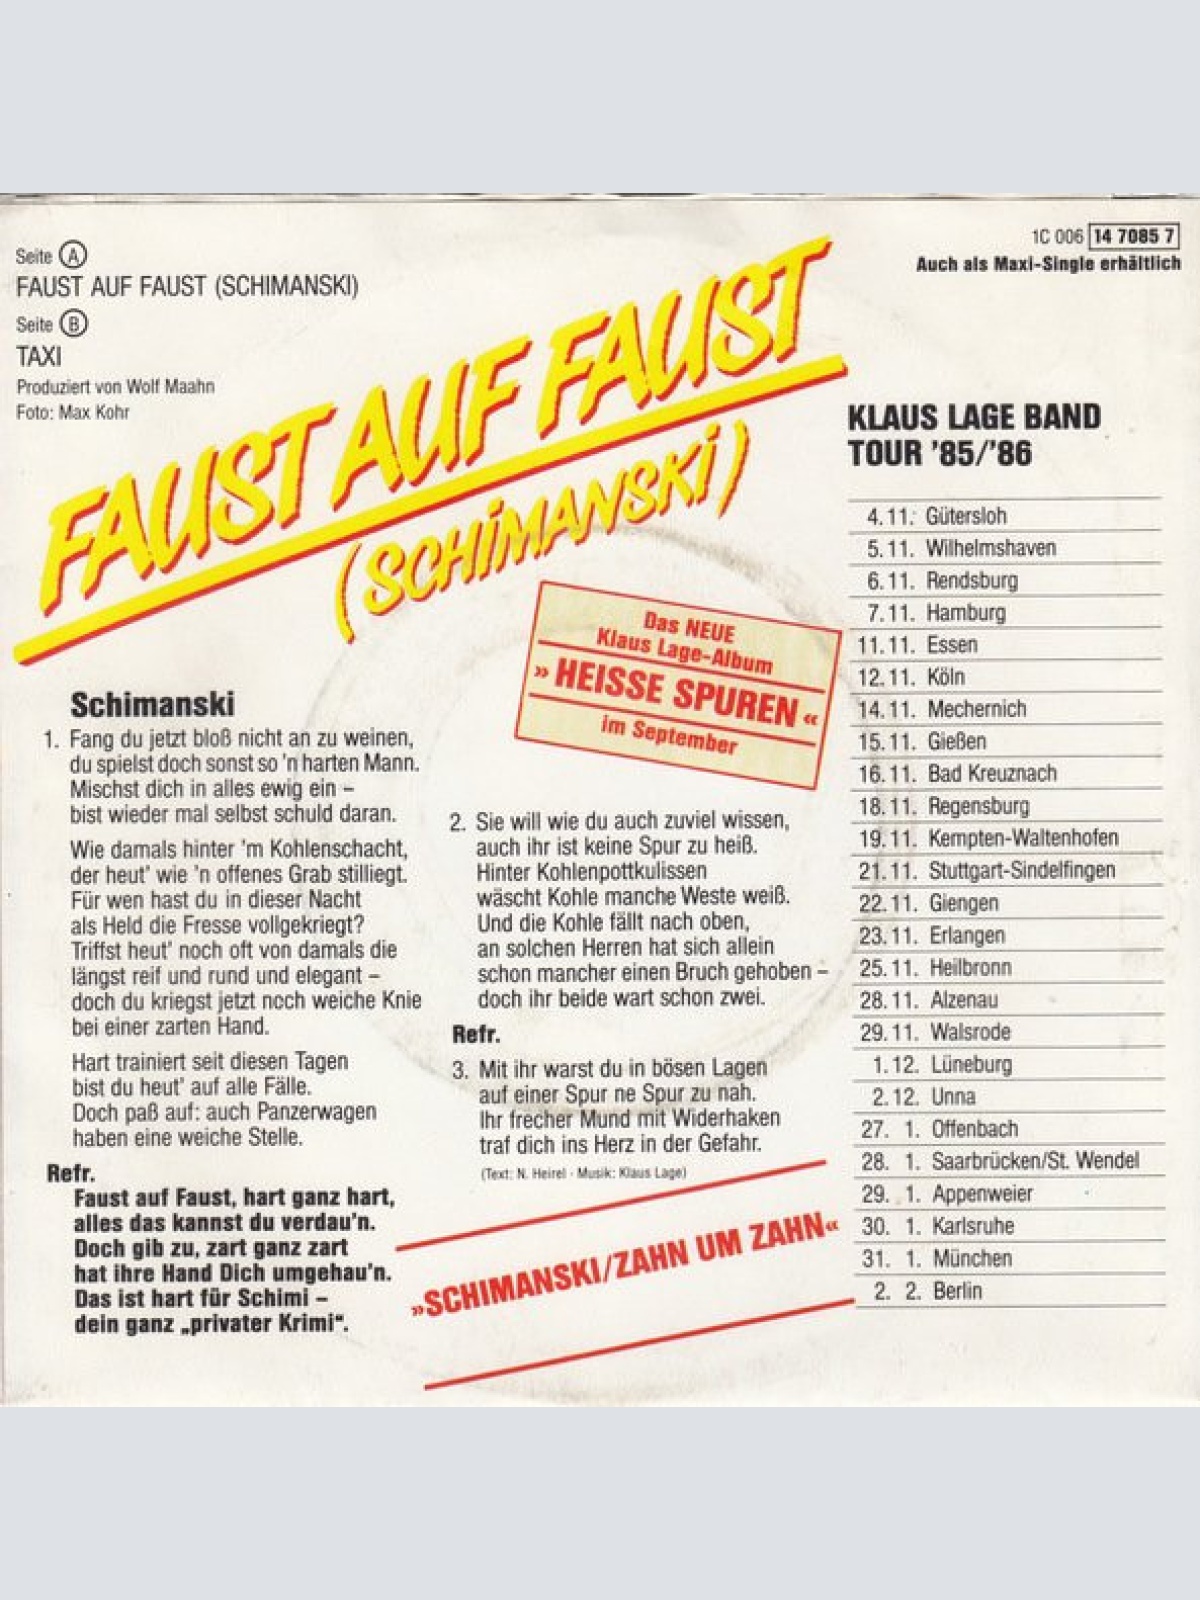 Seite A
FAUST AUF FAUST (SCHIMANSKI)
Seite B
TAXI
Produziert von Wolf Maahn
Foto: Max Kohr
1C 006 14 7085 7
Auch als Maxi-Single erhältlich
FAUST AUF FAUST
(SCHIMANSKI)
Das NEUE
Klaus Lage-Album
» HEISSE SPUREN «
im September
Schimanski
1. Fang du jetzt bloß nicht an zu weinen,
du spielst doch sonst so 'n harten Mann.
Mischst dich in alles ewig ein –
bist wieder mal selbst schuld daran.
Wie damals hinter 'm Kohlenschacht,
der heut' wie 'n offenes Grab stilliegt.
Für wen hast du in dieser Nacht
als Held die Fresse vollgekriegt?
Triffst heut' noch oft von damals die
längst reif und rund und elegant –
doch du kriegst jetzt noch weiche Knie
bei einer zarten Hand.
Hart trainiert seit diesen Tagen
bist du heut' auf alle Fälle.
Doch paß auf: auch Panzerwagen
haben eine weiche Stelle.
Refr.
Faust auf Faust, hart ganz hart,
alles das kannst du verdau'n.
Doch gib zu, zart ganz zart
hat ihre Hand Dich umgehau'n.
Das ist hart für Schimi –
dein ganz „privater Krimi“.
2. Sie will wie du auch zuviel wissen,
auch ihr ist keine Spur zu heiß.
Hinter Kohlenpottkulissen
wäscht Kohle manche Weste weiß.
Und die Kohle fällt nach oben,
an solchen Herren hat sich allein
schon mancher einen Bruch gehoben –
doch ihr beide wart schon zwei.
Refr.
3. Mit ihr warst du in bösen Lagen
auf einer Spur ne Spur zu nah.
Ihr frecher Mund mit Widerhaken
traf dich ins Herz in der Gefahr.
(Text: N. Heirel · Musik: Klaus Lage)
»SCHIMANSKI/ZAHN UM ZAHN«
KLAUS LAGE BAND
TOUR '85/'86
4. 11. Gütersloh
5. 11. Wilhelmshaven
6. 11. Rendsburg
7. 11. Hamburg
11. 11. Essen
12. 11. Köln
14. 11. Mechernich
15. 11. Gießen
16. 11. Bad Kreuznach
18. 11. Regensburg
19. 11. Kempten-Waltenhofen
21. 11. Stuttgart-Sindelfingen
22. 11. Giengen
23. 11. Erlangen
25. 11. Heilbronn
28. 11. Alzenau
29. 11. Walsrode
1. 12. Lüneburg
2. 12. Unna
27. 1. Offenbach
28. 1. Saarbrücken/St. Wendel
29. 1. Appenweier
30. 1. Karlsruhe
31. 1. München
2. 2. Berlin